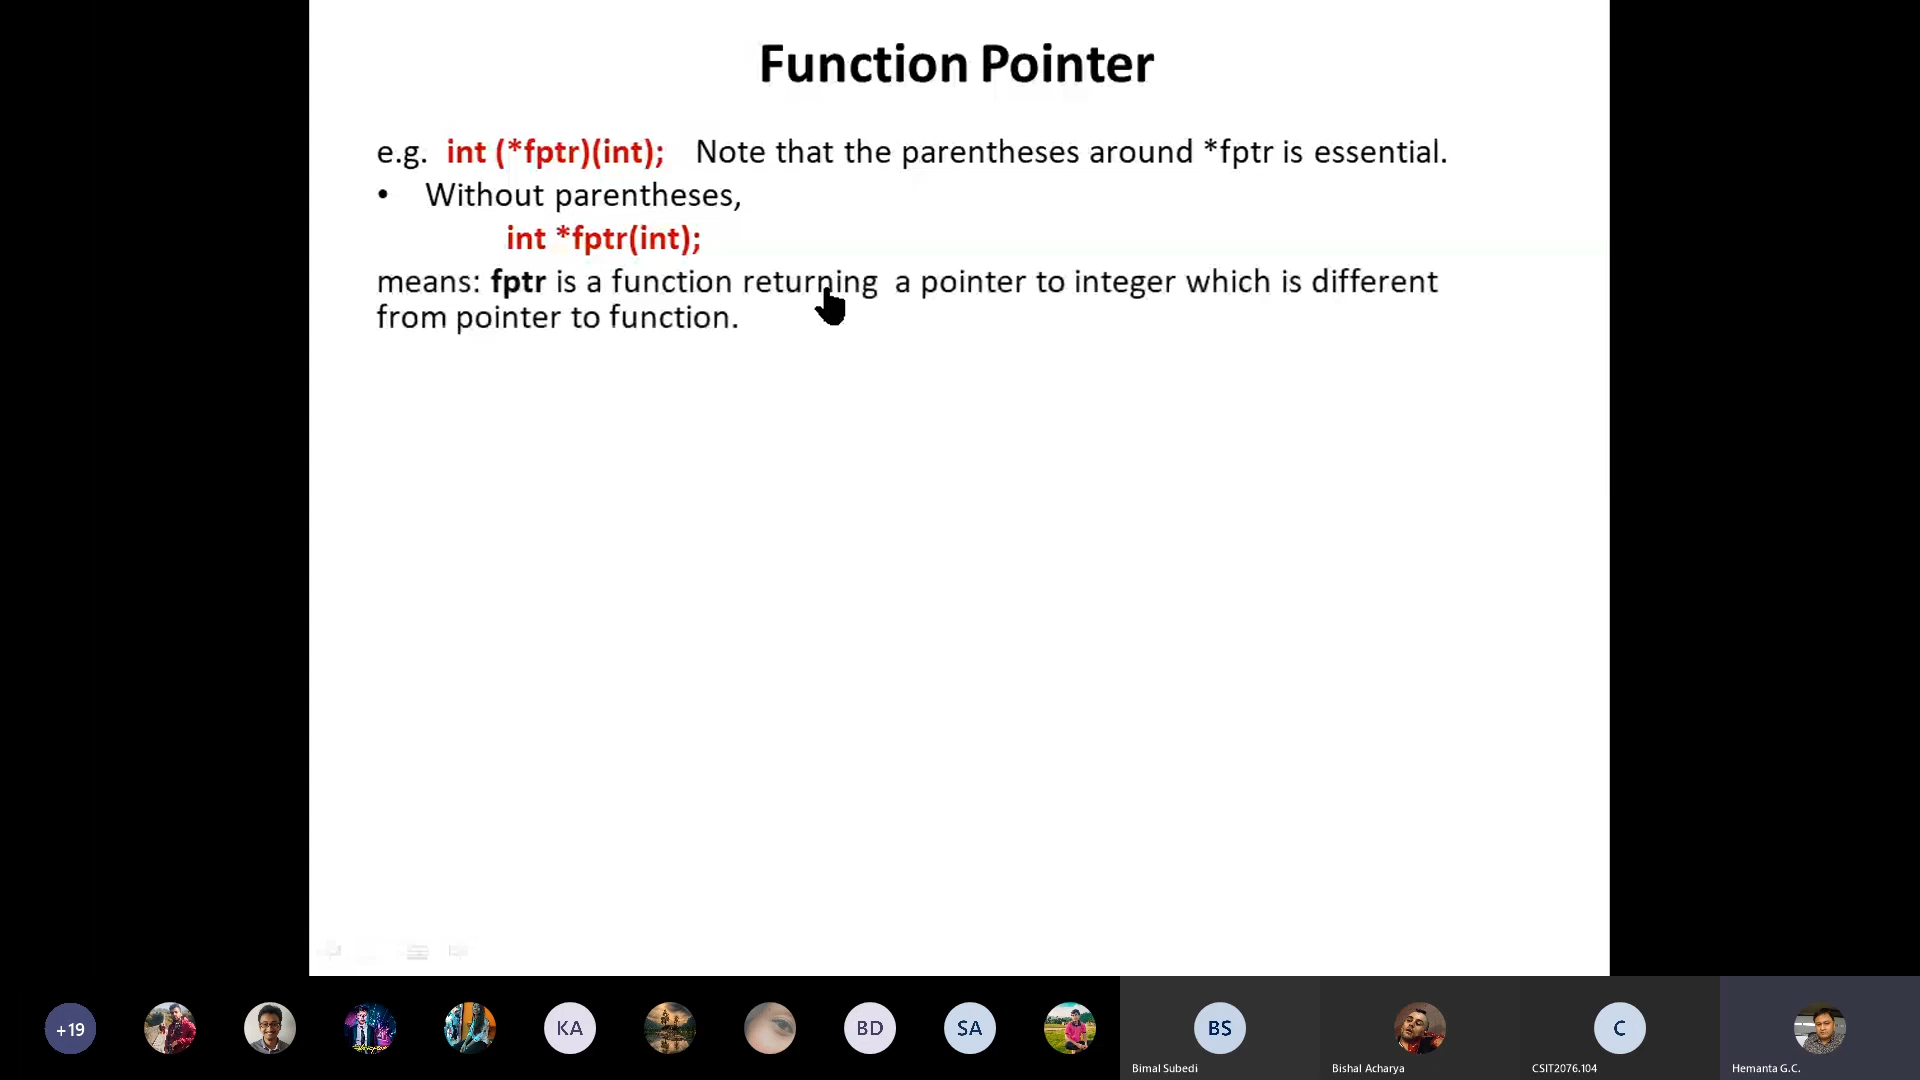 Function Pointer
e.g. int (*fptr)(int); Note that the parentheses around *fptr is essential.
• Without parentheses,
int *fptr(int);
means: fptr is a function returning a pointer to integer which is different
from pointer to function.
+19
KA
BD
SA
BS
C
Bimal Subedi
Bishal Acharya
CSIT2076.104
Hemanta G.C.